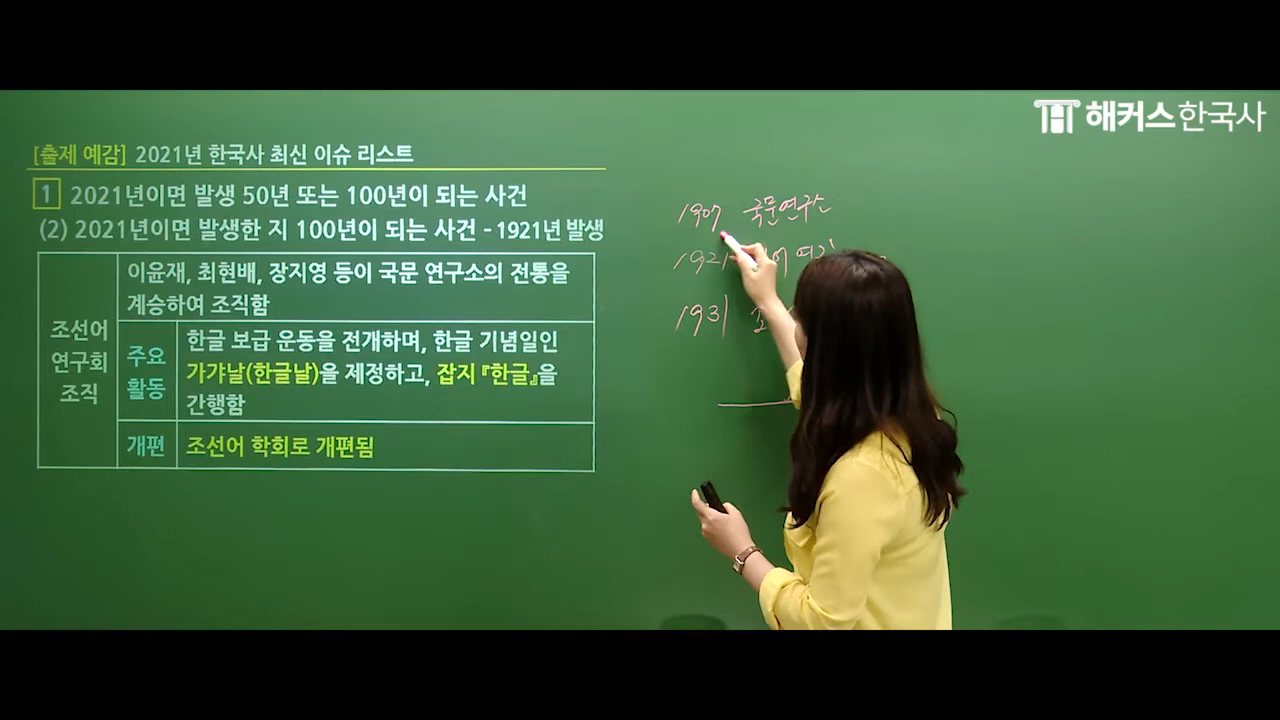 해커스한국사
[출제 예감] 2021년 한국사 최신 이슈 리스트
1 2021년이면 발생 50년 또는 100년이 되는 사건
(2) 2021년이면 발생한 지 100년이 되는 사건 - 1921년 발생
조선어
연구회
조직
이윤재, 최현배, 장지영 등이 국문 연구소의 전통을
계승하여 조직함
주요
활동
한글 보급 운동을 전개하며, 한글 기념일인
가갸날(한글날)을 제정하고, 잡지 『한글』을
간행함
개편
조선어 학회로 개편됨
1907 국문연구소
1921
1931